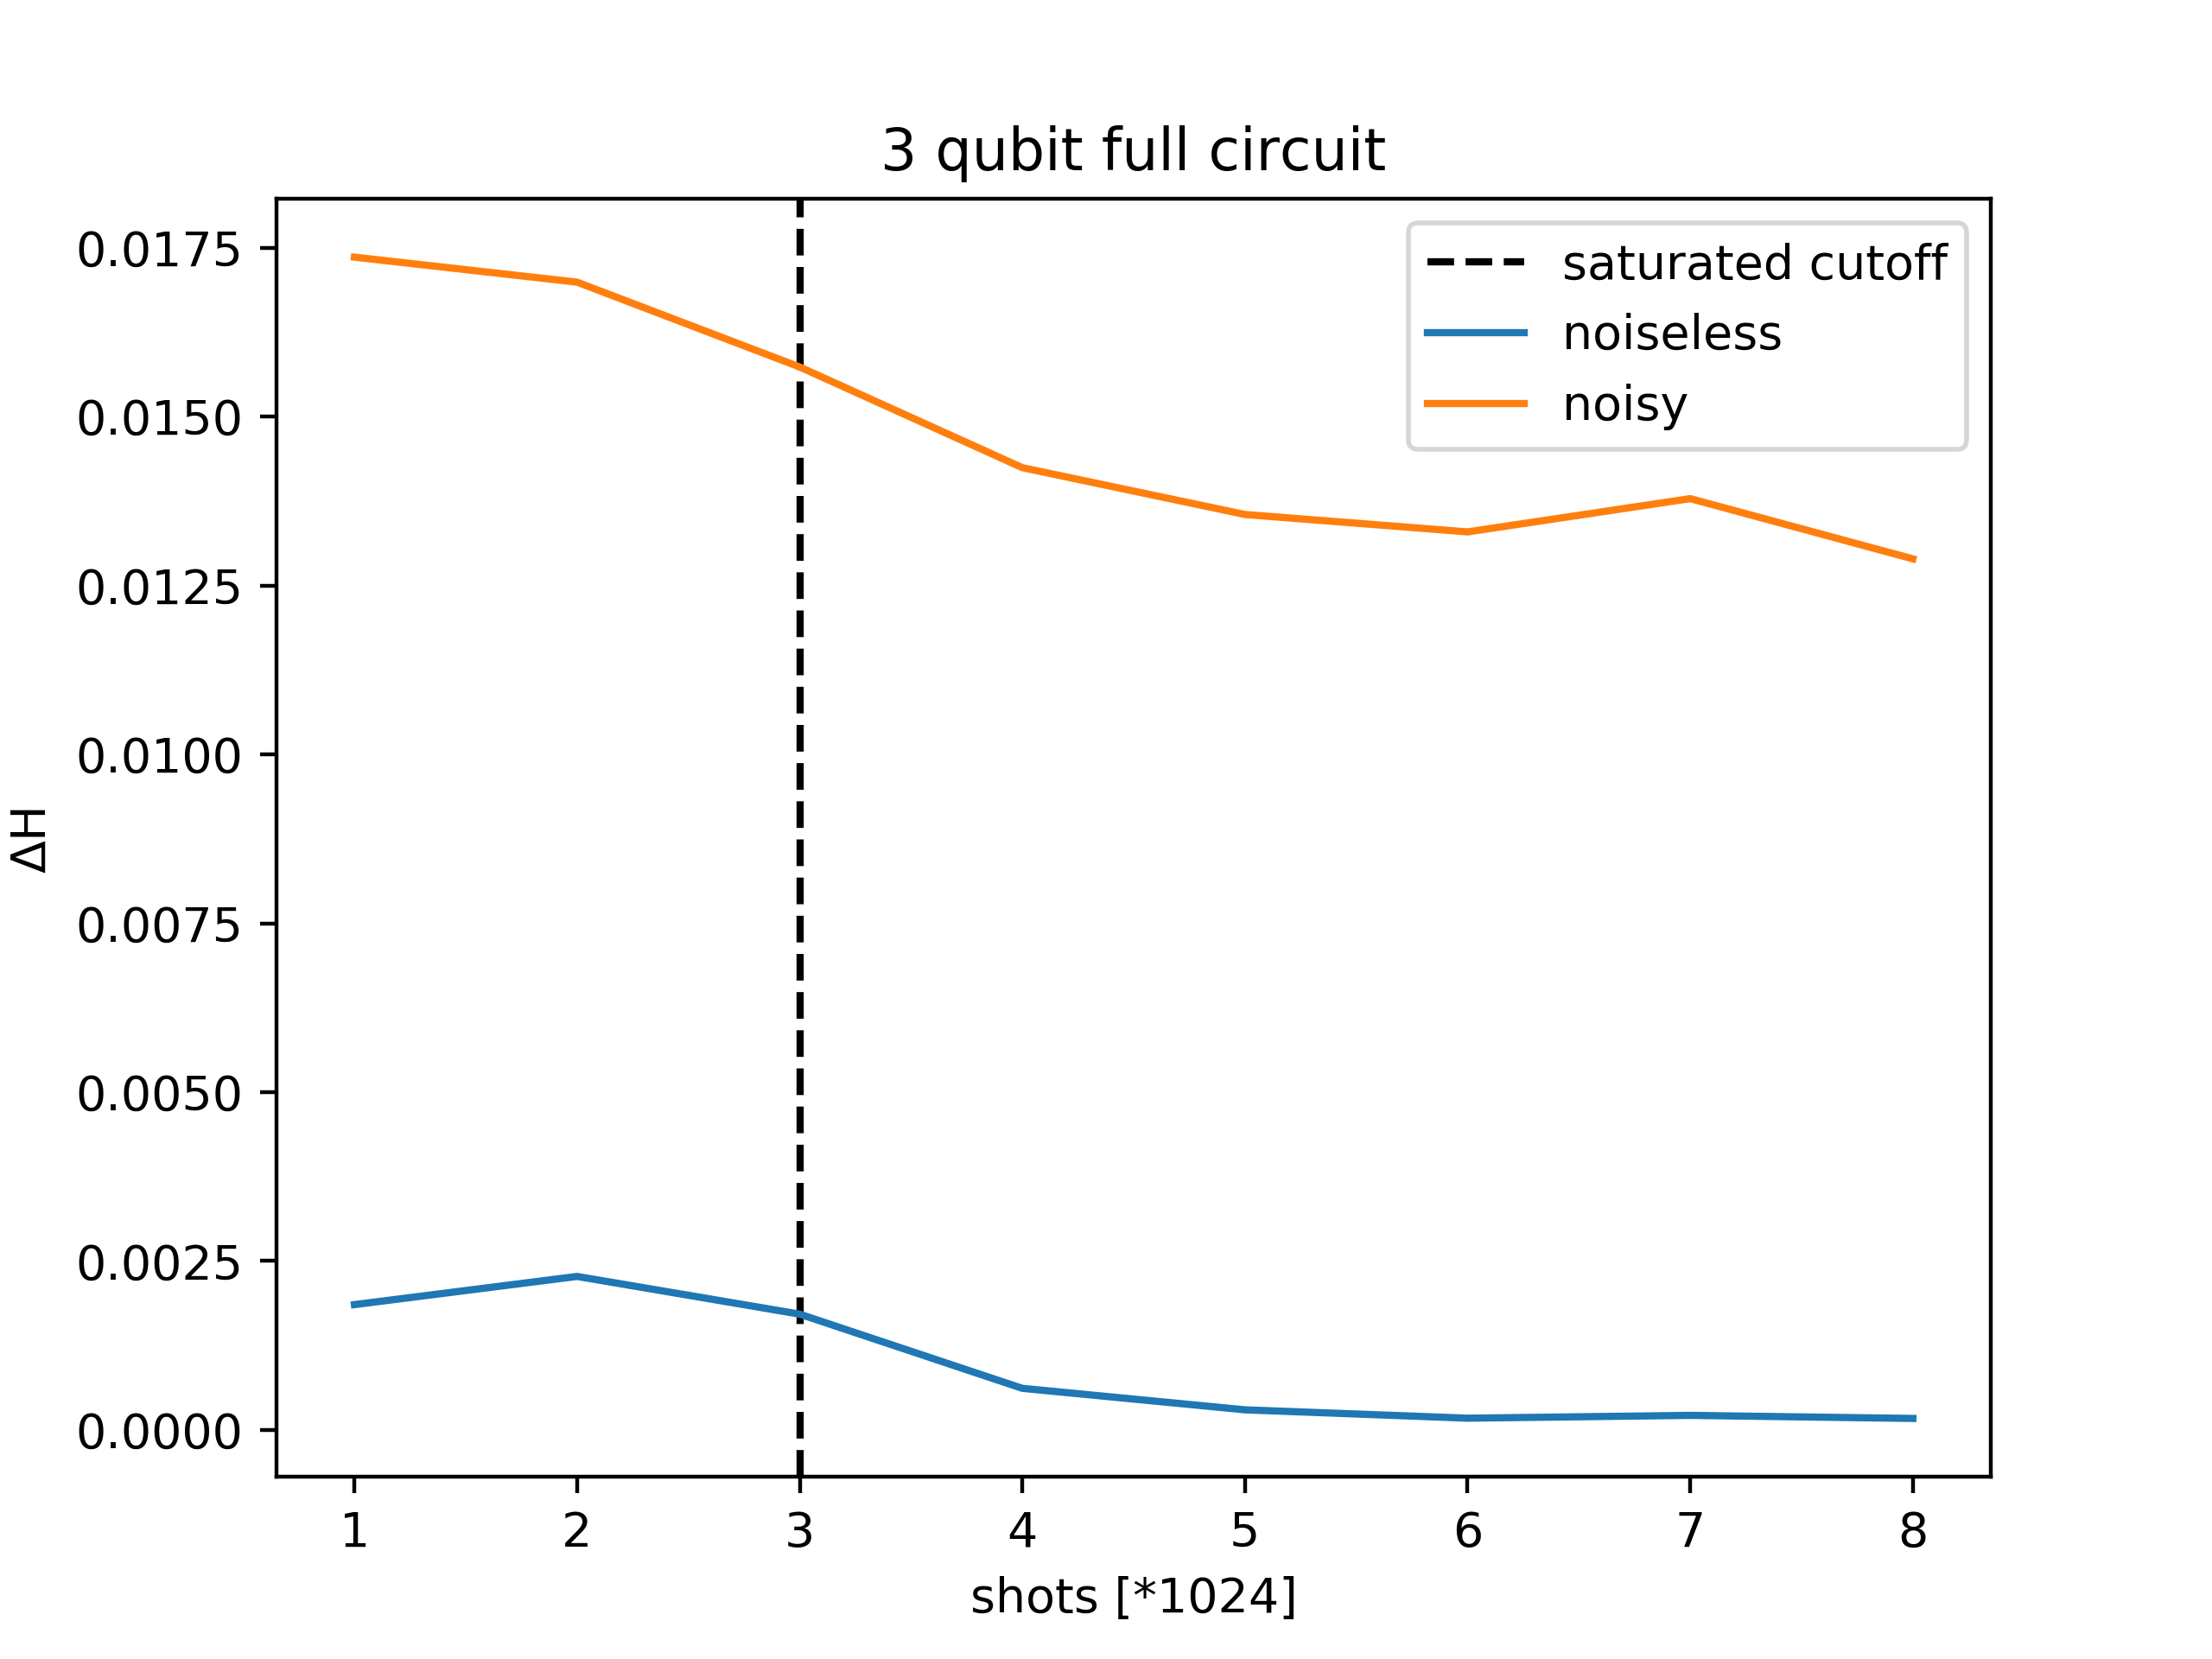 3 qubit full circuit
saturated cutoff
noiseless
noisy
0.0175
0.0150
0.0125
0.0100
0.0075
0.0050
0.0025
0.0000
ΔH
1 2 3 4 5 6 7 8
shots [*1024]